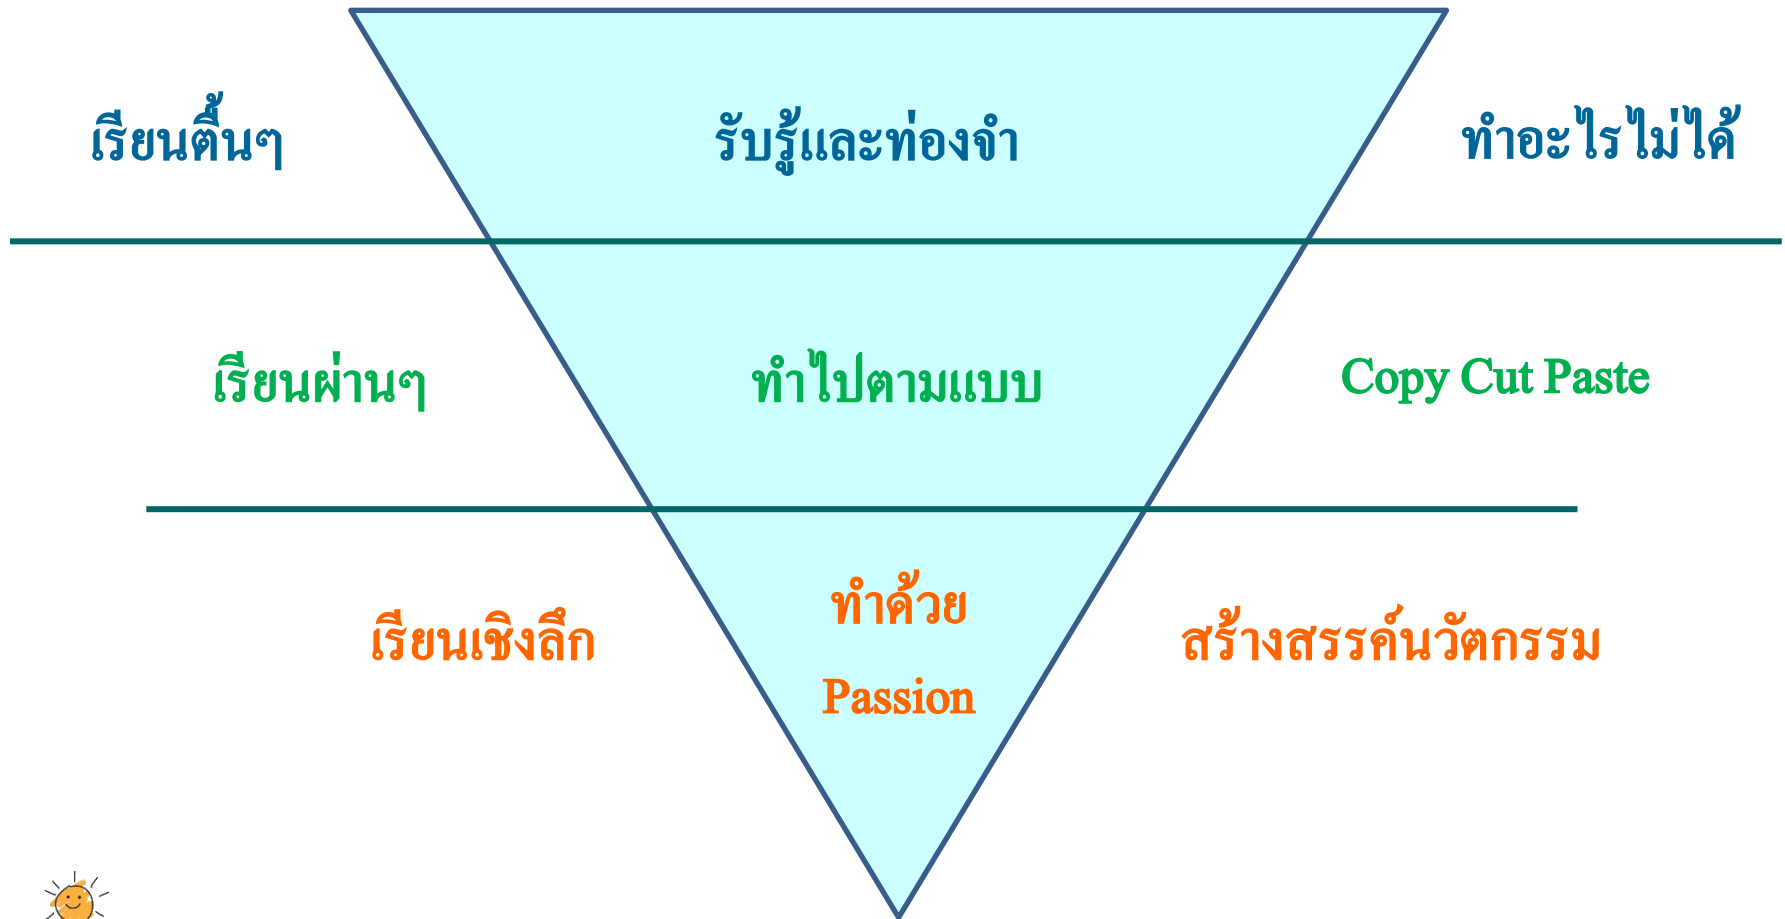 เรียนตื้นๆ รับรู้และท่องจำ ทำอะไรไม่ได้
เรียนผ่านๆ ทำไปตามแบบ Copy Cut Paste
เรียนเชิงลึก ทำด้วย สร้างสรรค์นวัตกรรม
Passion